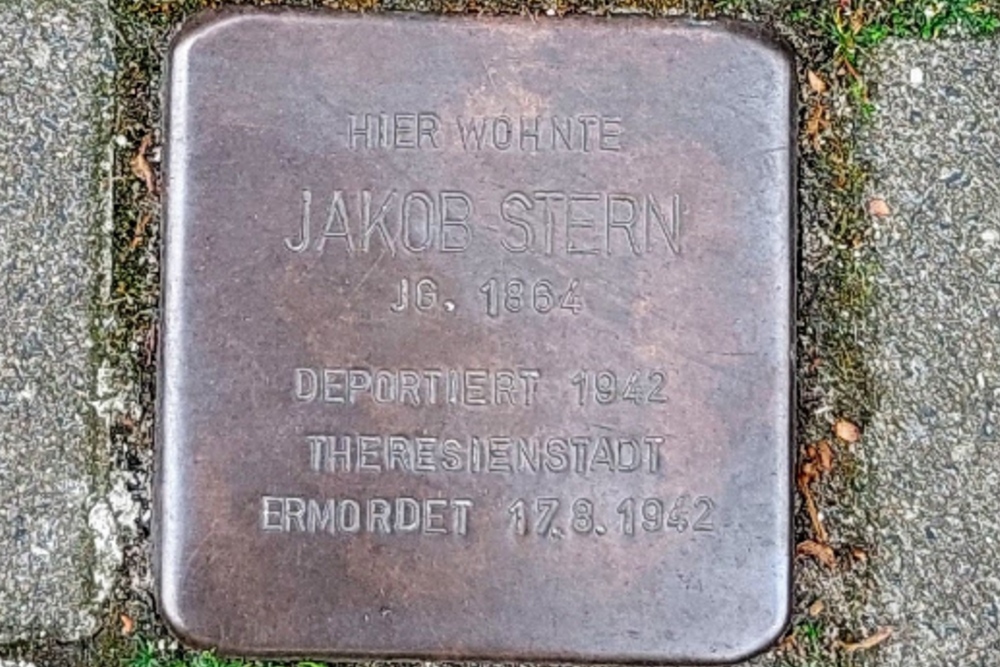 HIER WOHNTE
JAKOB STERN
JG. 1864
DEPORTIERT 1942
THERESIENSTADT
ERMORDET 17.8.1942